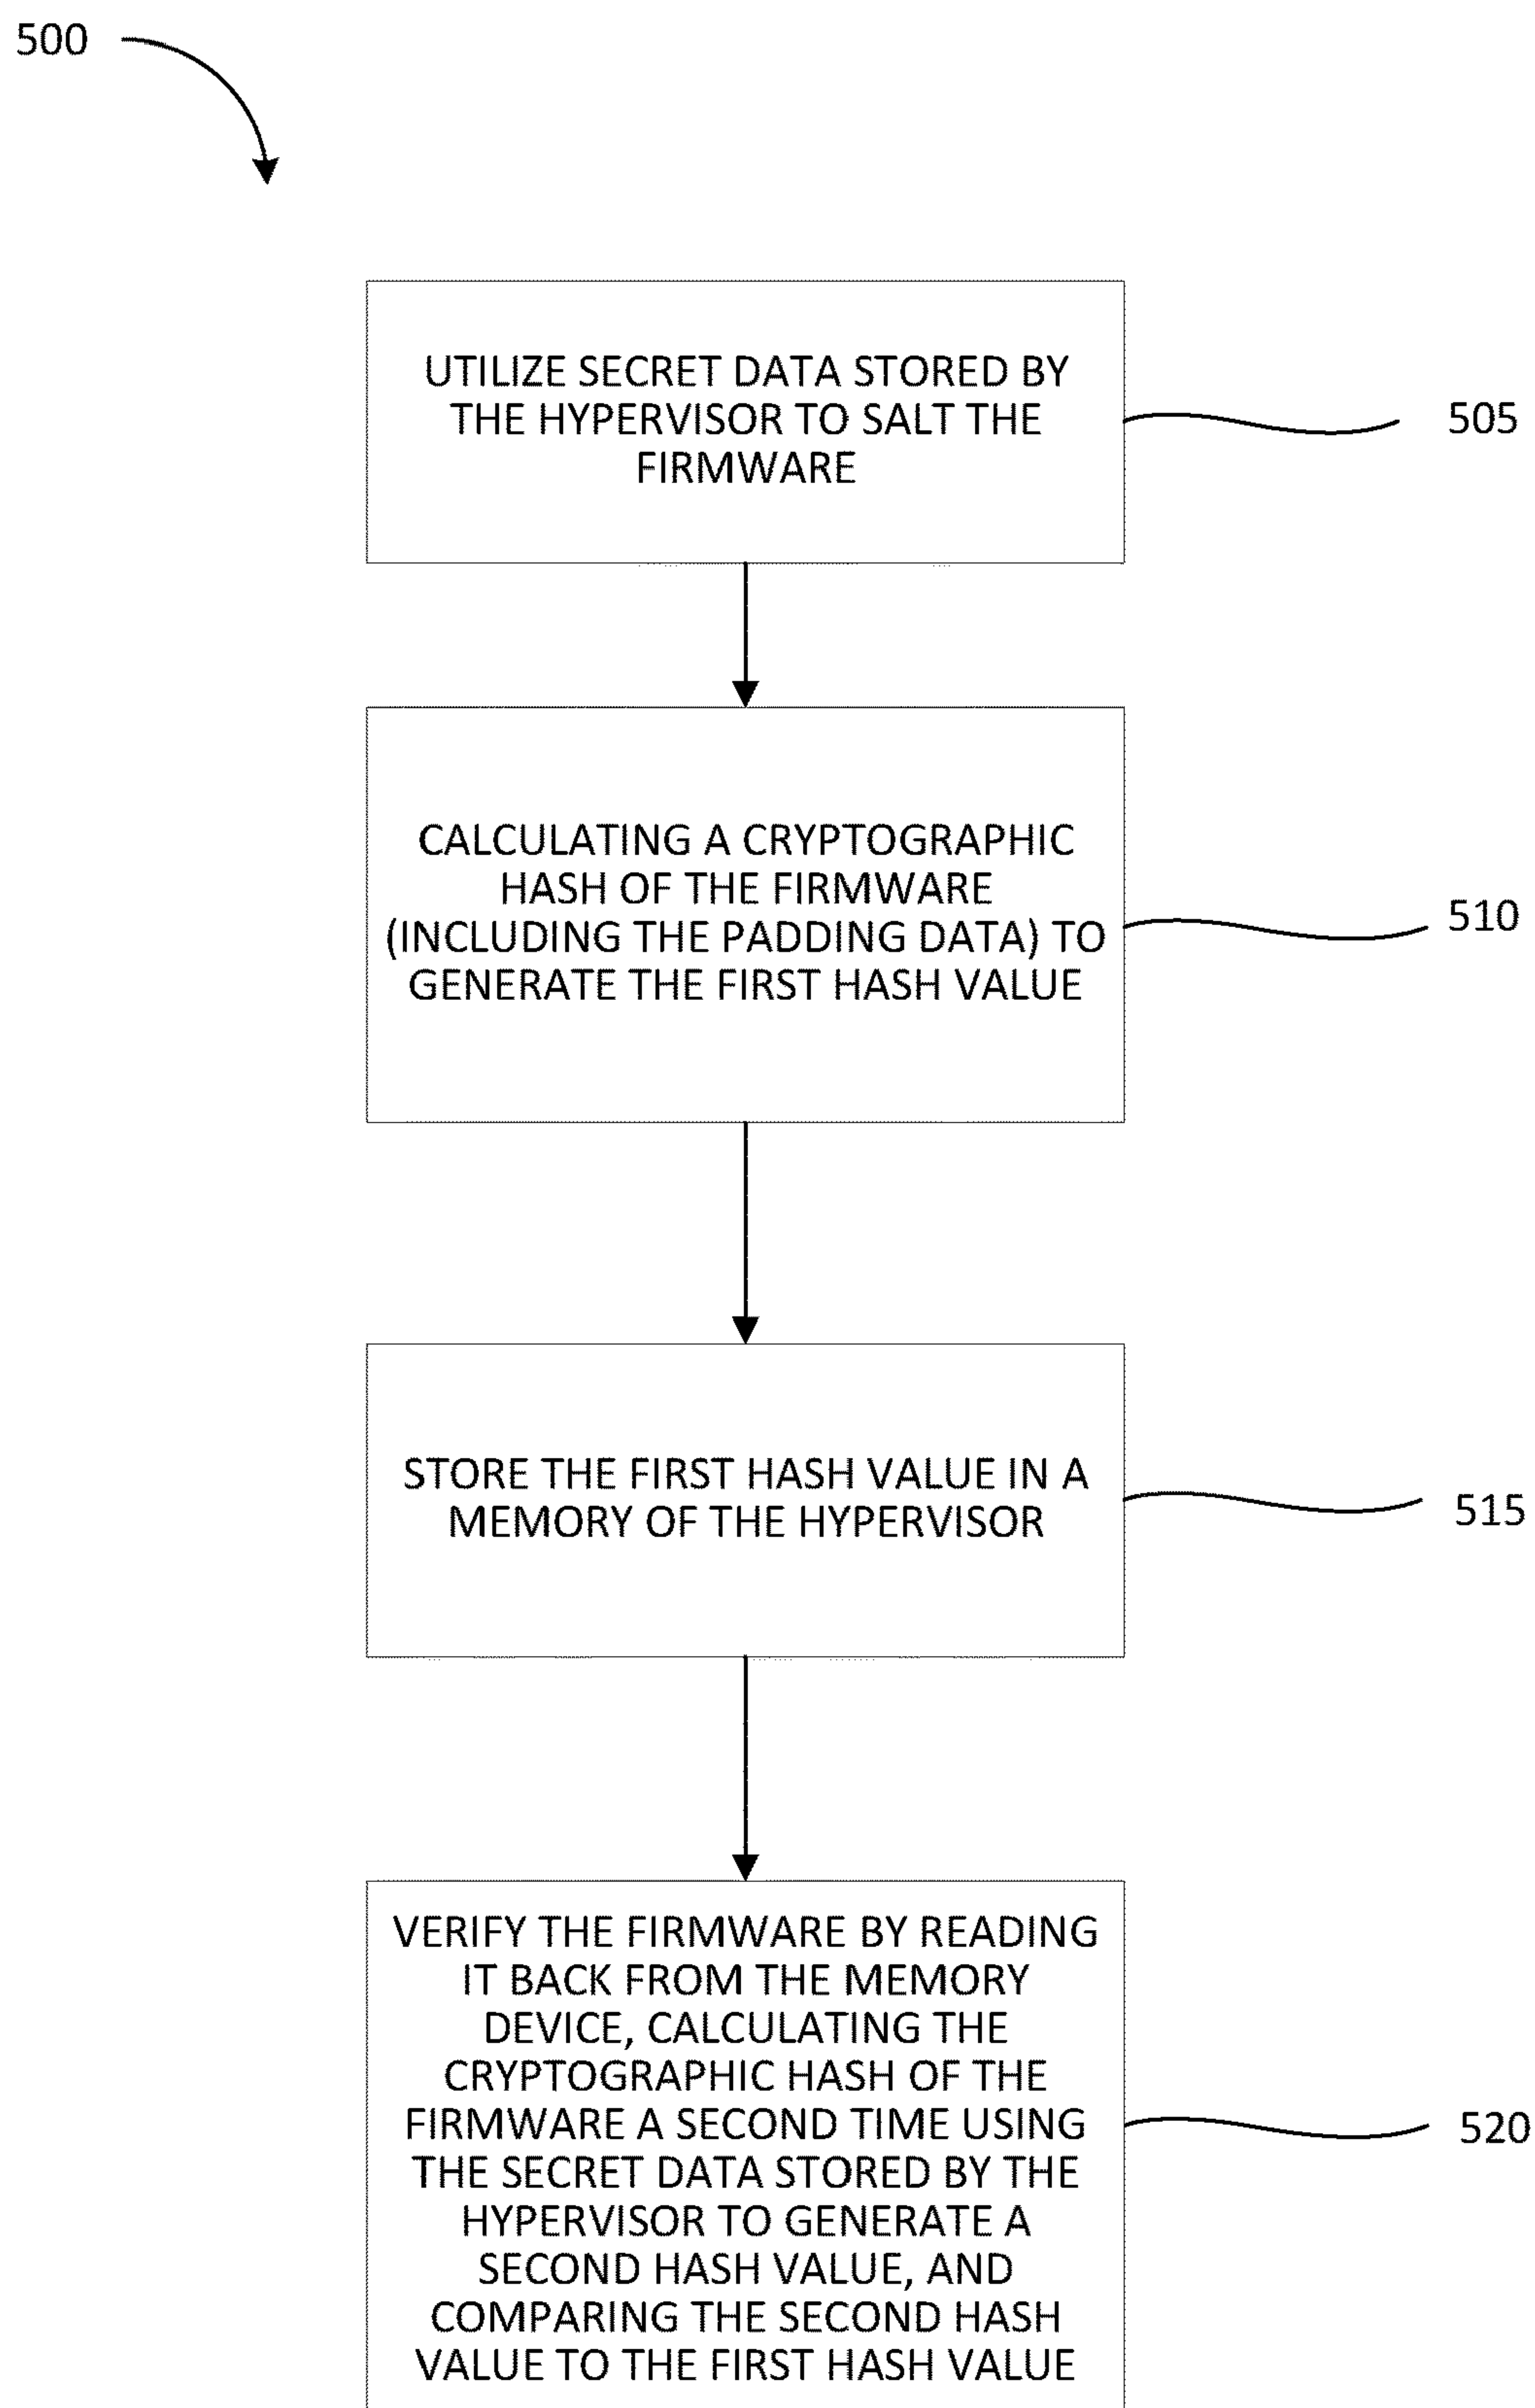 500
UTILIZE SECRET DATA STORED BY
THE HYPERVISOR TO SALT THE
FIRMWARE
505
CALCULATING A CRYPTOGRAPHIC
HASH OF THE FIRMWARE
(INCLUDING THE PADDING DATA) TO
GENERATE THE FIRST HASH VALUE
510
STORE THE FIRST HASH VALUE IN A
MEMORY OF THE HYPERVISOR
515
VERIFY THE FIRMWARE BY READING
IT BACK FROM THE MEMORY
DEVICE, CALCULATING THE
CRYPTOGRAPHIC HASH OF THE
FIRMWARE A SECOND TIME USING
THE SECRET DATA STORED BY THE
HYPERVISOR TO GENERATE A
SECOND HASH VALUE, AND
COMPARING THE SECOND HASH
VALUE TO THE FIRST HASH VALUE
520